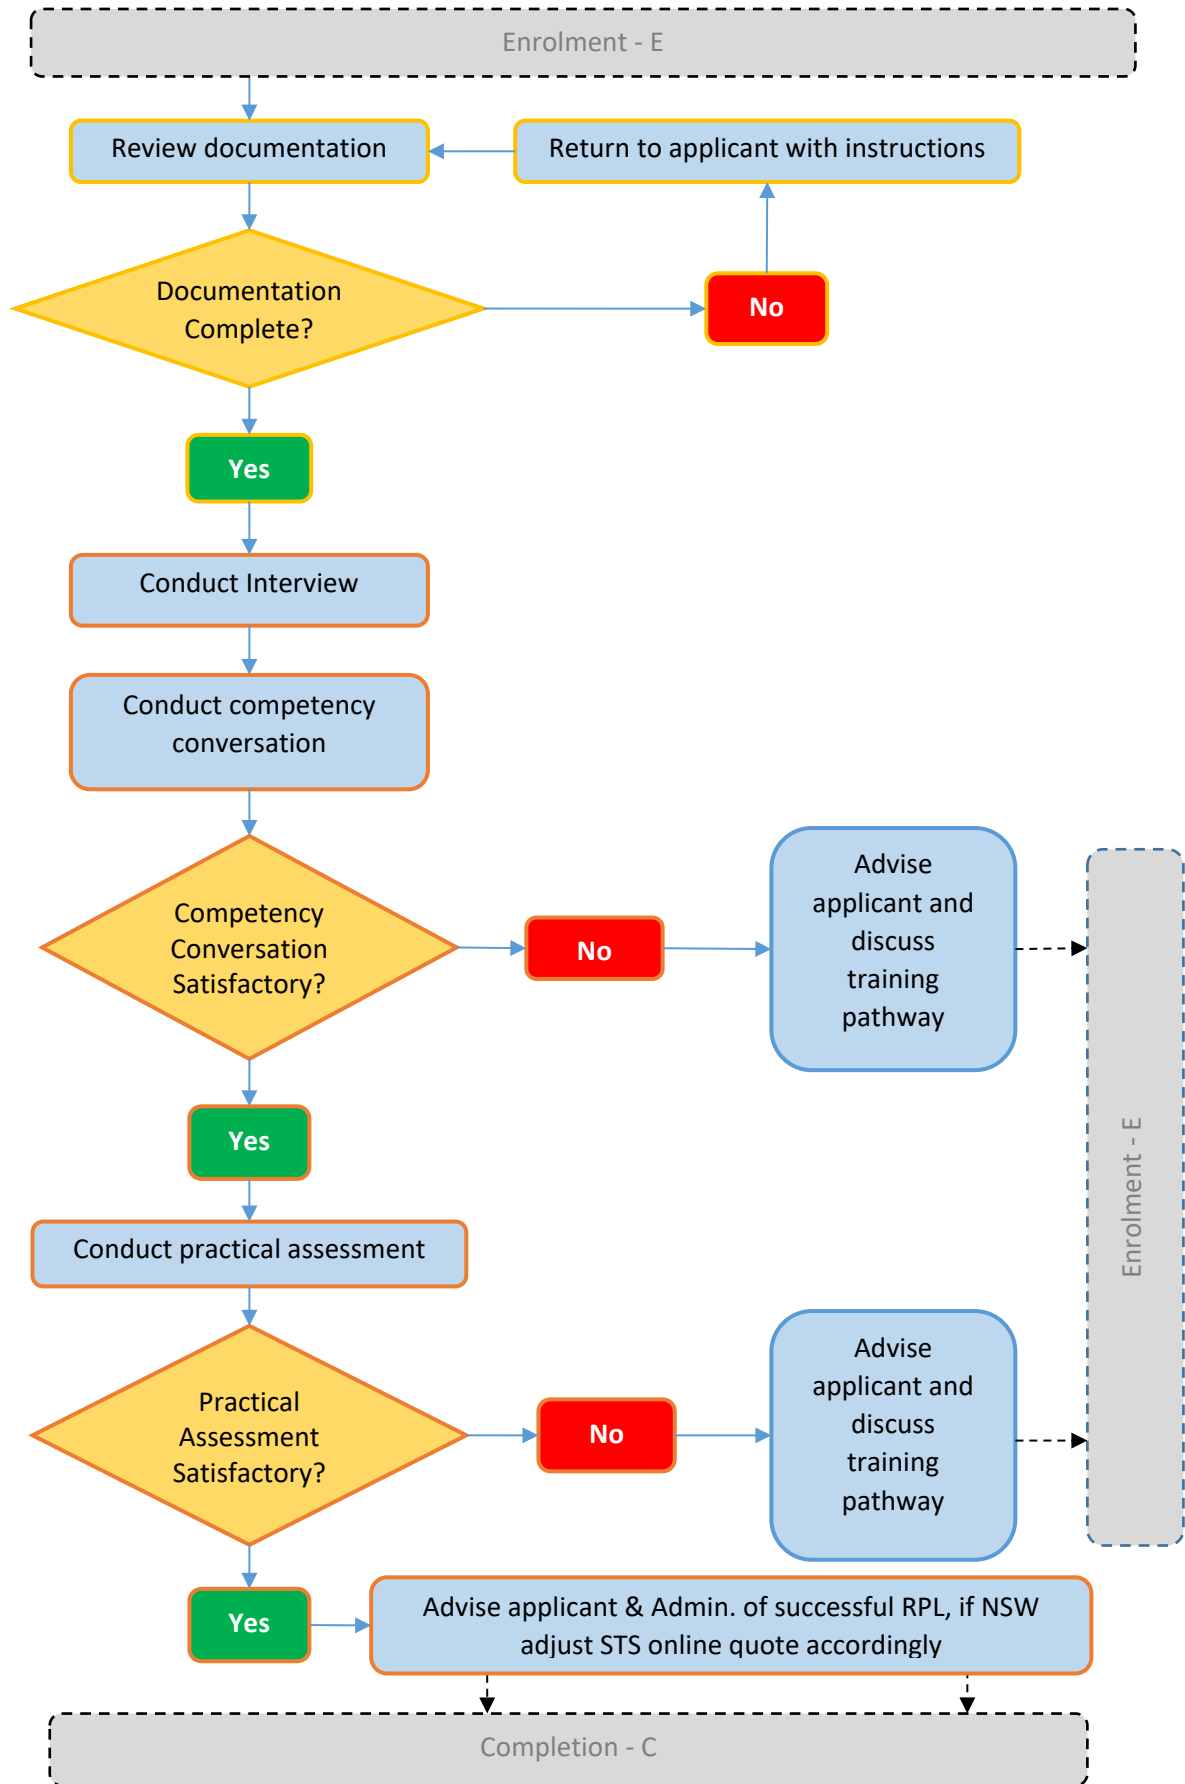 Enrolment - E
Review documentation
Return to applicant with instructions
Documentation
Complete?
No
Yes
Conduct Interview
Conduct competency
conversation
Competency
Conversation
Satisfactory?
No
Advise
applicant and
discuss
training
pathway
Enrolment - E
Yes
Conduct practical assessment
Practical
Assessment
Satisfactory?
No
Advise
applicant and
discuss
training
pathway
Yes
Advise applicant & Admin. of successful RPL, if NSW
adjust STS online quote accordingly
Completion - C